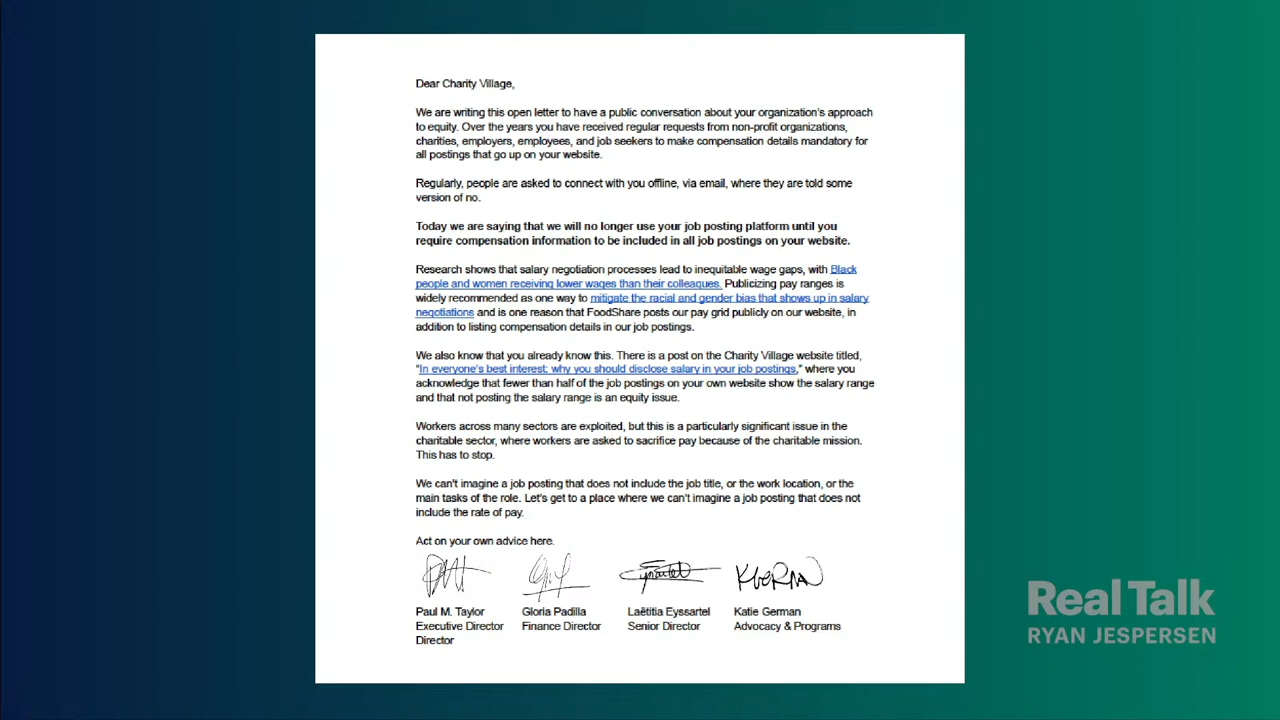 Dear Charity Village,
We are writing this open letter to have a public conversation about your organization's approach
to equity. Over the years you have received regular requests from non-profit organizations,
charities, employers, employees, and job seekers to make compensation details mandatory for
all postings that go up on your website.
Regularly, people are asked to connect with you offline, via email, where they are told some
version of no.
Today we are saying that we will no longer use your job posting platform until you
require compensation information to be included in all job postings on your website.
Research shows that salary negotiation processes lead to inequitable wage gaps, with Black
people and women receiving lower wages than their colleagues. Publicizing pay ranges is
widely recommended as one way to mitigate the racial and gender bias that shows up in salary
negotiations and is one reason that FoodShare posts our pay grid publicly on our website, in
addition to listing compensation details in our job postings.
We also know that you already know this. There is a post on the Charity Village website titled,
“In everyone's best interest: why you should disclose salary in your job postings,” where you
acknowledge that fewer than half of the job postings on your own website show the salary range
and that not posting the salary range is an equity issue.
Workers across many sectors are exploited, but this is a particularly significant issue in the
charitable sector, where workers are asked to sacrifice pay because of the charitable mission.
This has to stop.
We can't imagine a job posting that does not include the job title, or the work location, or the
main tasks of the role. Let's get to a place where we can't imagine a job posting that does not
include the rate of pay.
Act on your own advice here.
Paul M. Taylor Gloria Padilla Laëtitia Eyssartel Katie German
Executive Director Finance Director Senior Director Advocacy & Programs
Director
Real Talk
RYAN JESPERSEN